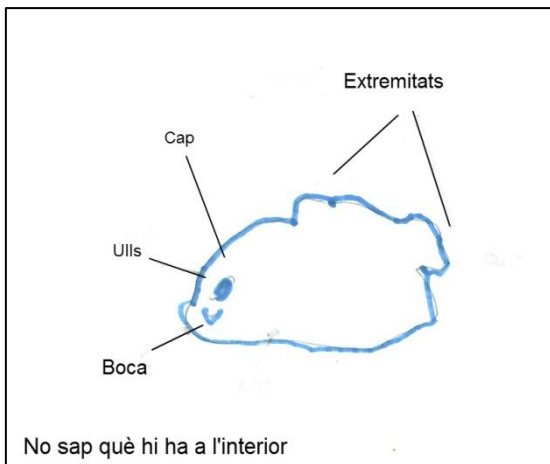 Extremitats
Cap
Ulls
Boca
No sap què hi ha a l'interior